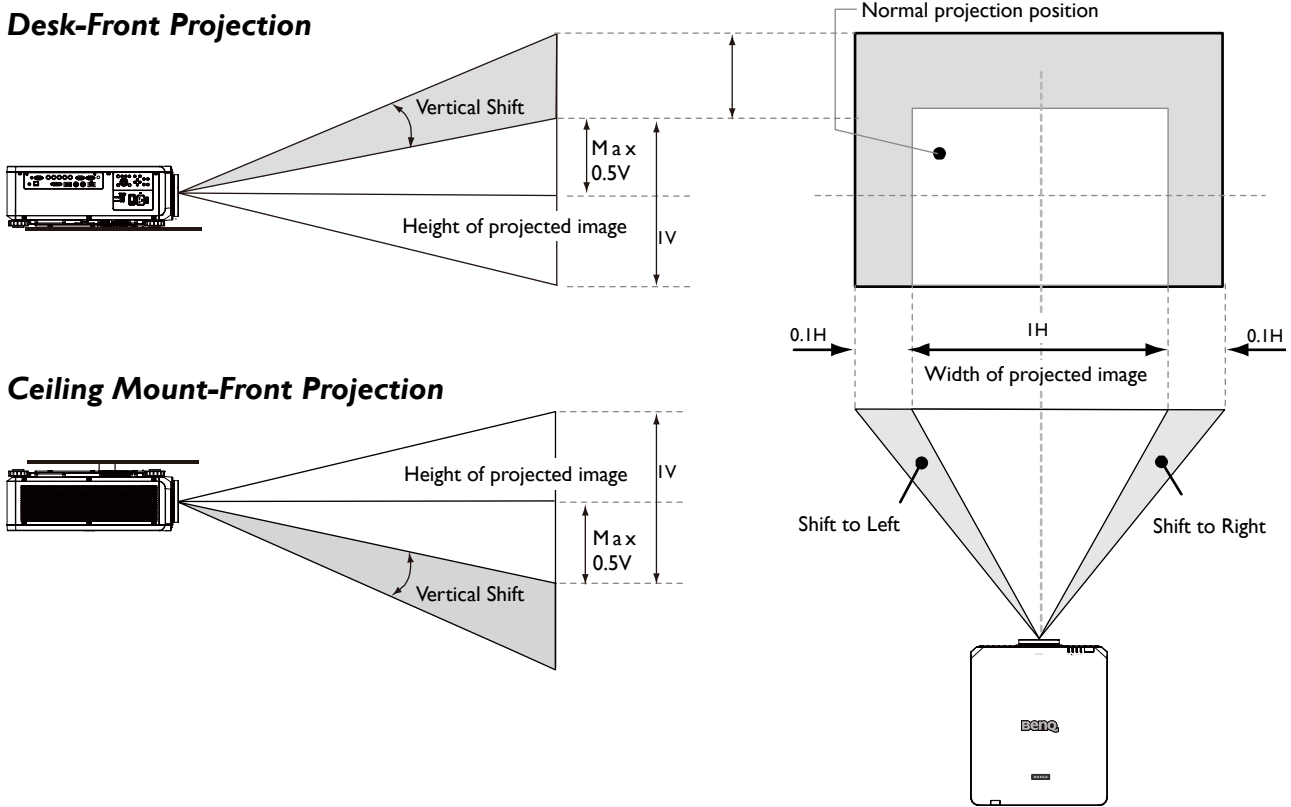 Desk-Front Projection
Vertical Shift
Max
0.5V
Height of projected image
1V
Normal projection position
0.1H
1H
0.1H
Width of projected image
Shift to Left
Shift to Right
BenQ
WUXGA
Ceiling Mount-Front Projection
Height of projected image
1V
Max
0.5V
Vertical Shift